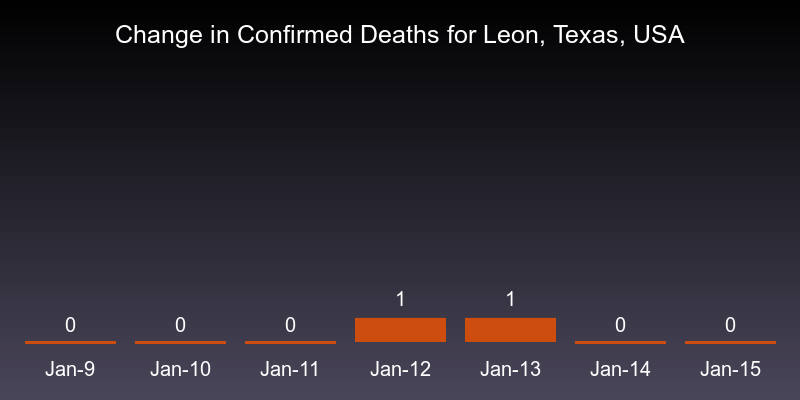 Change in Confirmed Deaths for Leon, Texas, USA
0 0 0 1 1 0 0
Jan-9 Jan-10 Jan-11 Jan-12 Jan-13 Jan-14 Jan-15